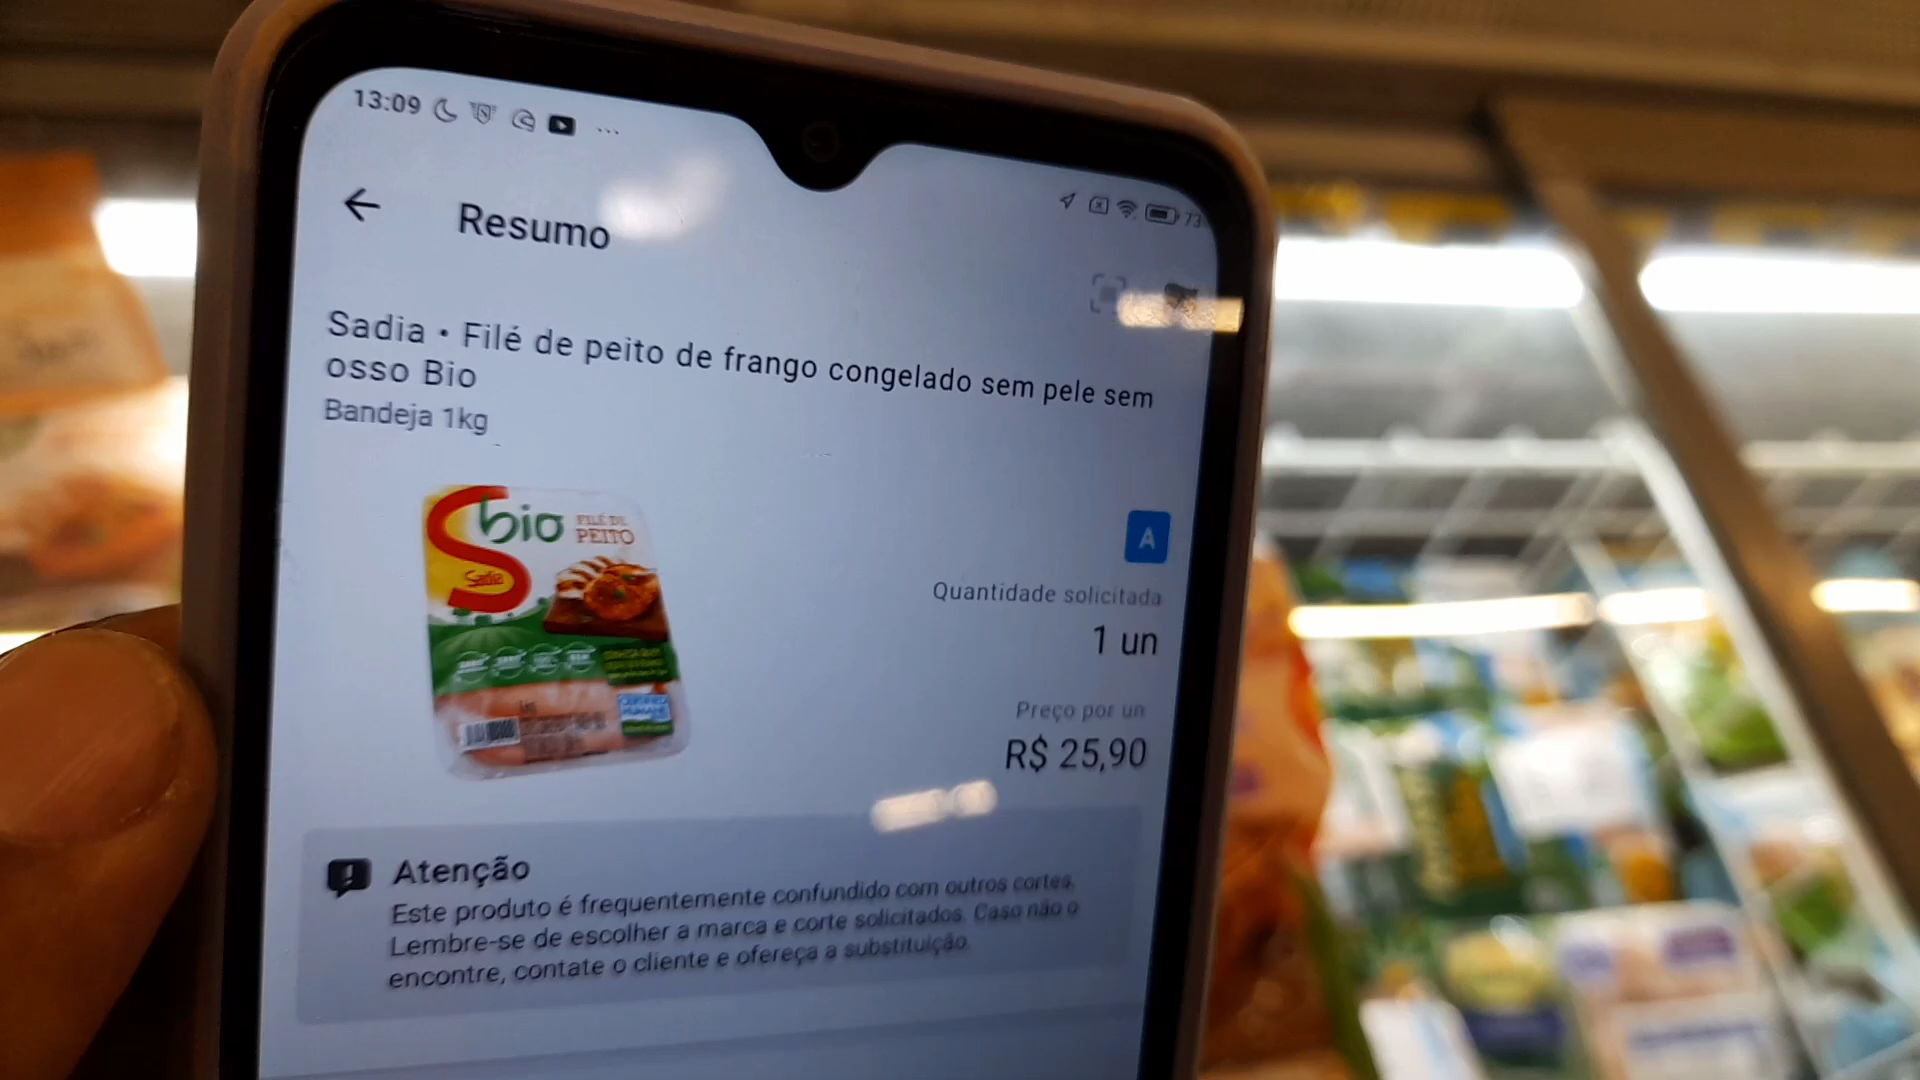 13:09
73
Resumo
Sadia • Filé de peito de frango congelado sem pele sem
osso Bio
Bandeja 1kg
bio
FILÉ DE
PEITO
Sadia
A
Quantidade solicitada
1 un
Preço por un
R$ 25,90
Atenção
Este produto é frequentemente confundido com outros cortes.
Lembre-se de escolher a marca e corte solicitados. Caso não o
encontre, contate o cliente e ofereça a substituição.